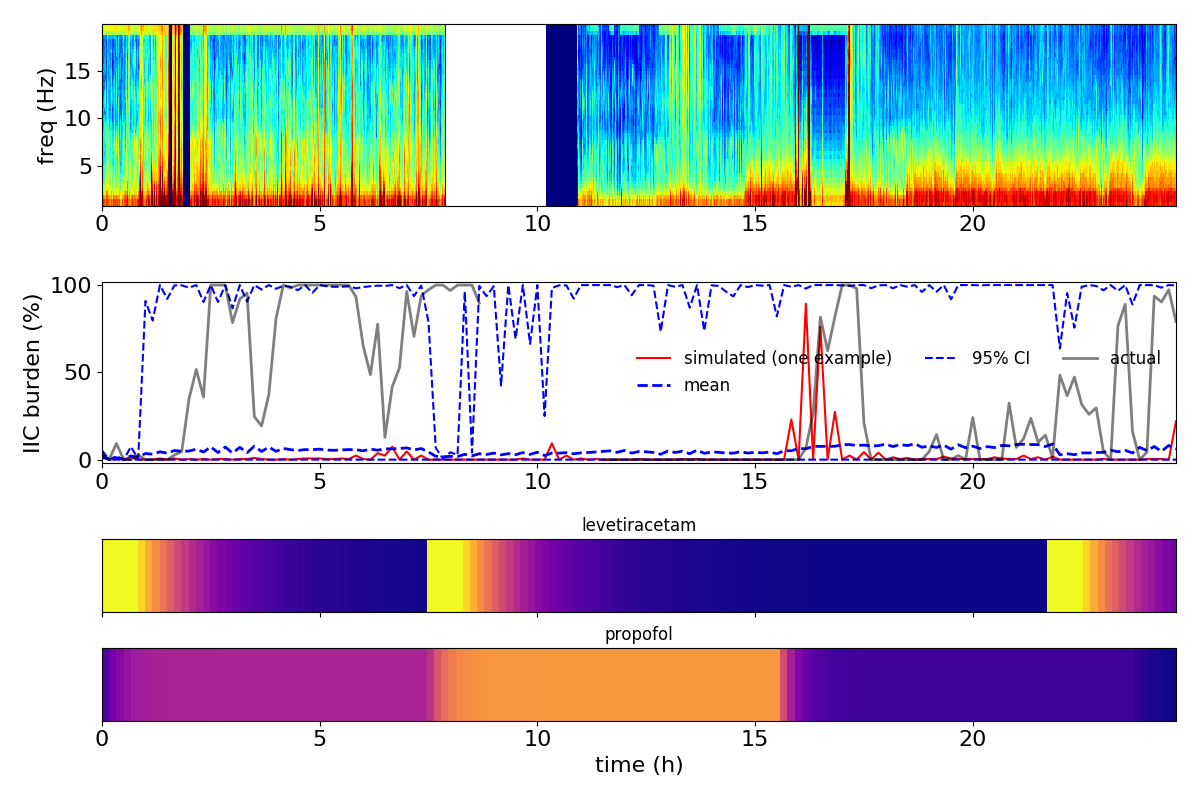 freq (Hz)
15
10
5
0 5 10 15 20
IIC burden (%)
100
50
0
simulated (one example) 95% CI actual
mean
0 5 10 15 20
levetiracetam
propofol
0 5 10 15 20
time (h)